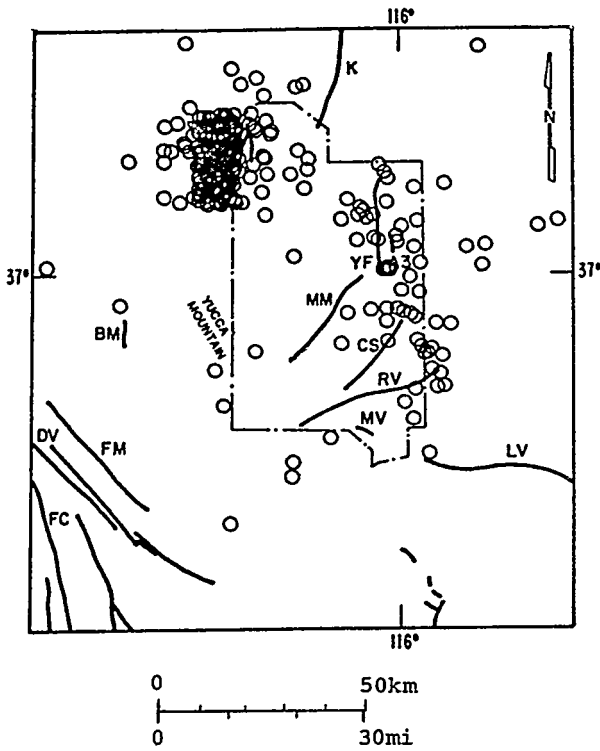 116°
K
N
37°
YF
3
37°
MM
YUCCA
MOUNTAIN
BM
CS
RV
MV
DV
FM
LV
FC
116°
0 50km
0 30mi